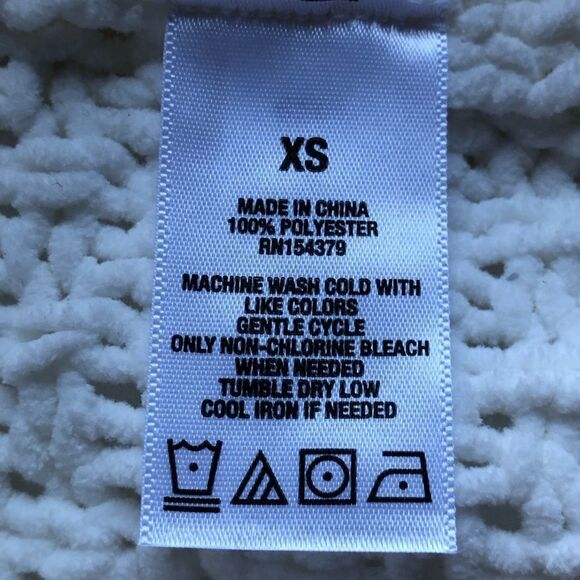 XS
MADE IN CHINA
100% POLYESTER
RN154379
MACHINE WASH COLD WITH
LIKE COLORS
GENTLE CYCLE
ONLY NON-CHLORINE BLEACH
WHEN NEEDED
TUMBLE DRY LOW
COOL IRON IF NEEDED